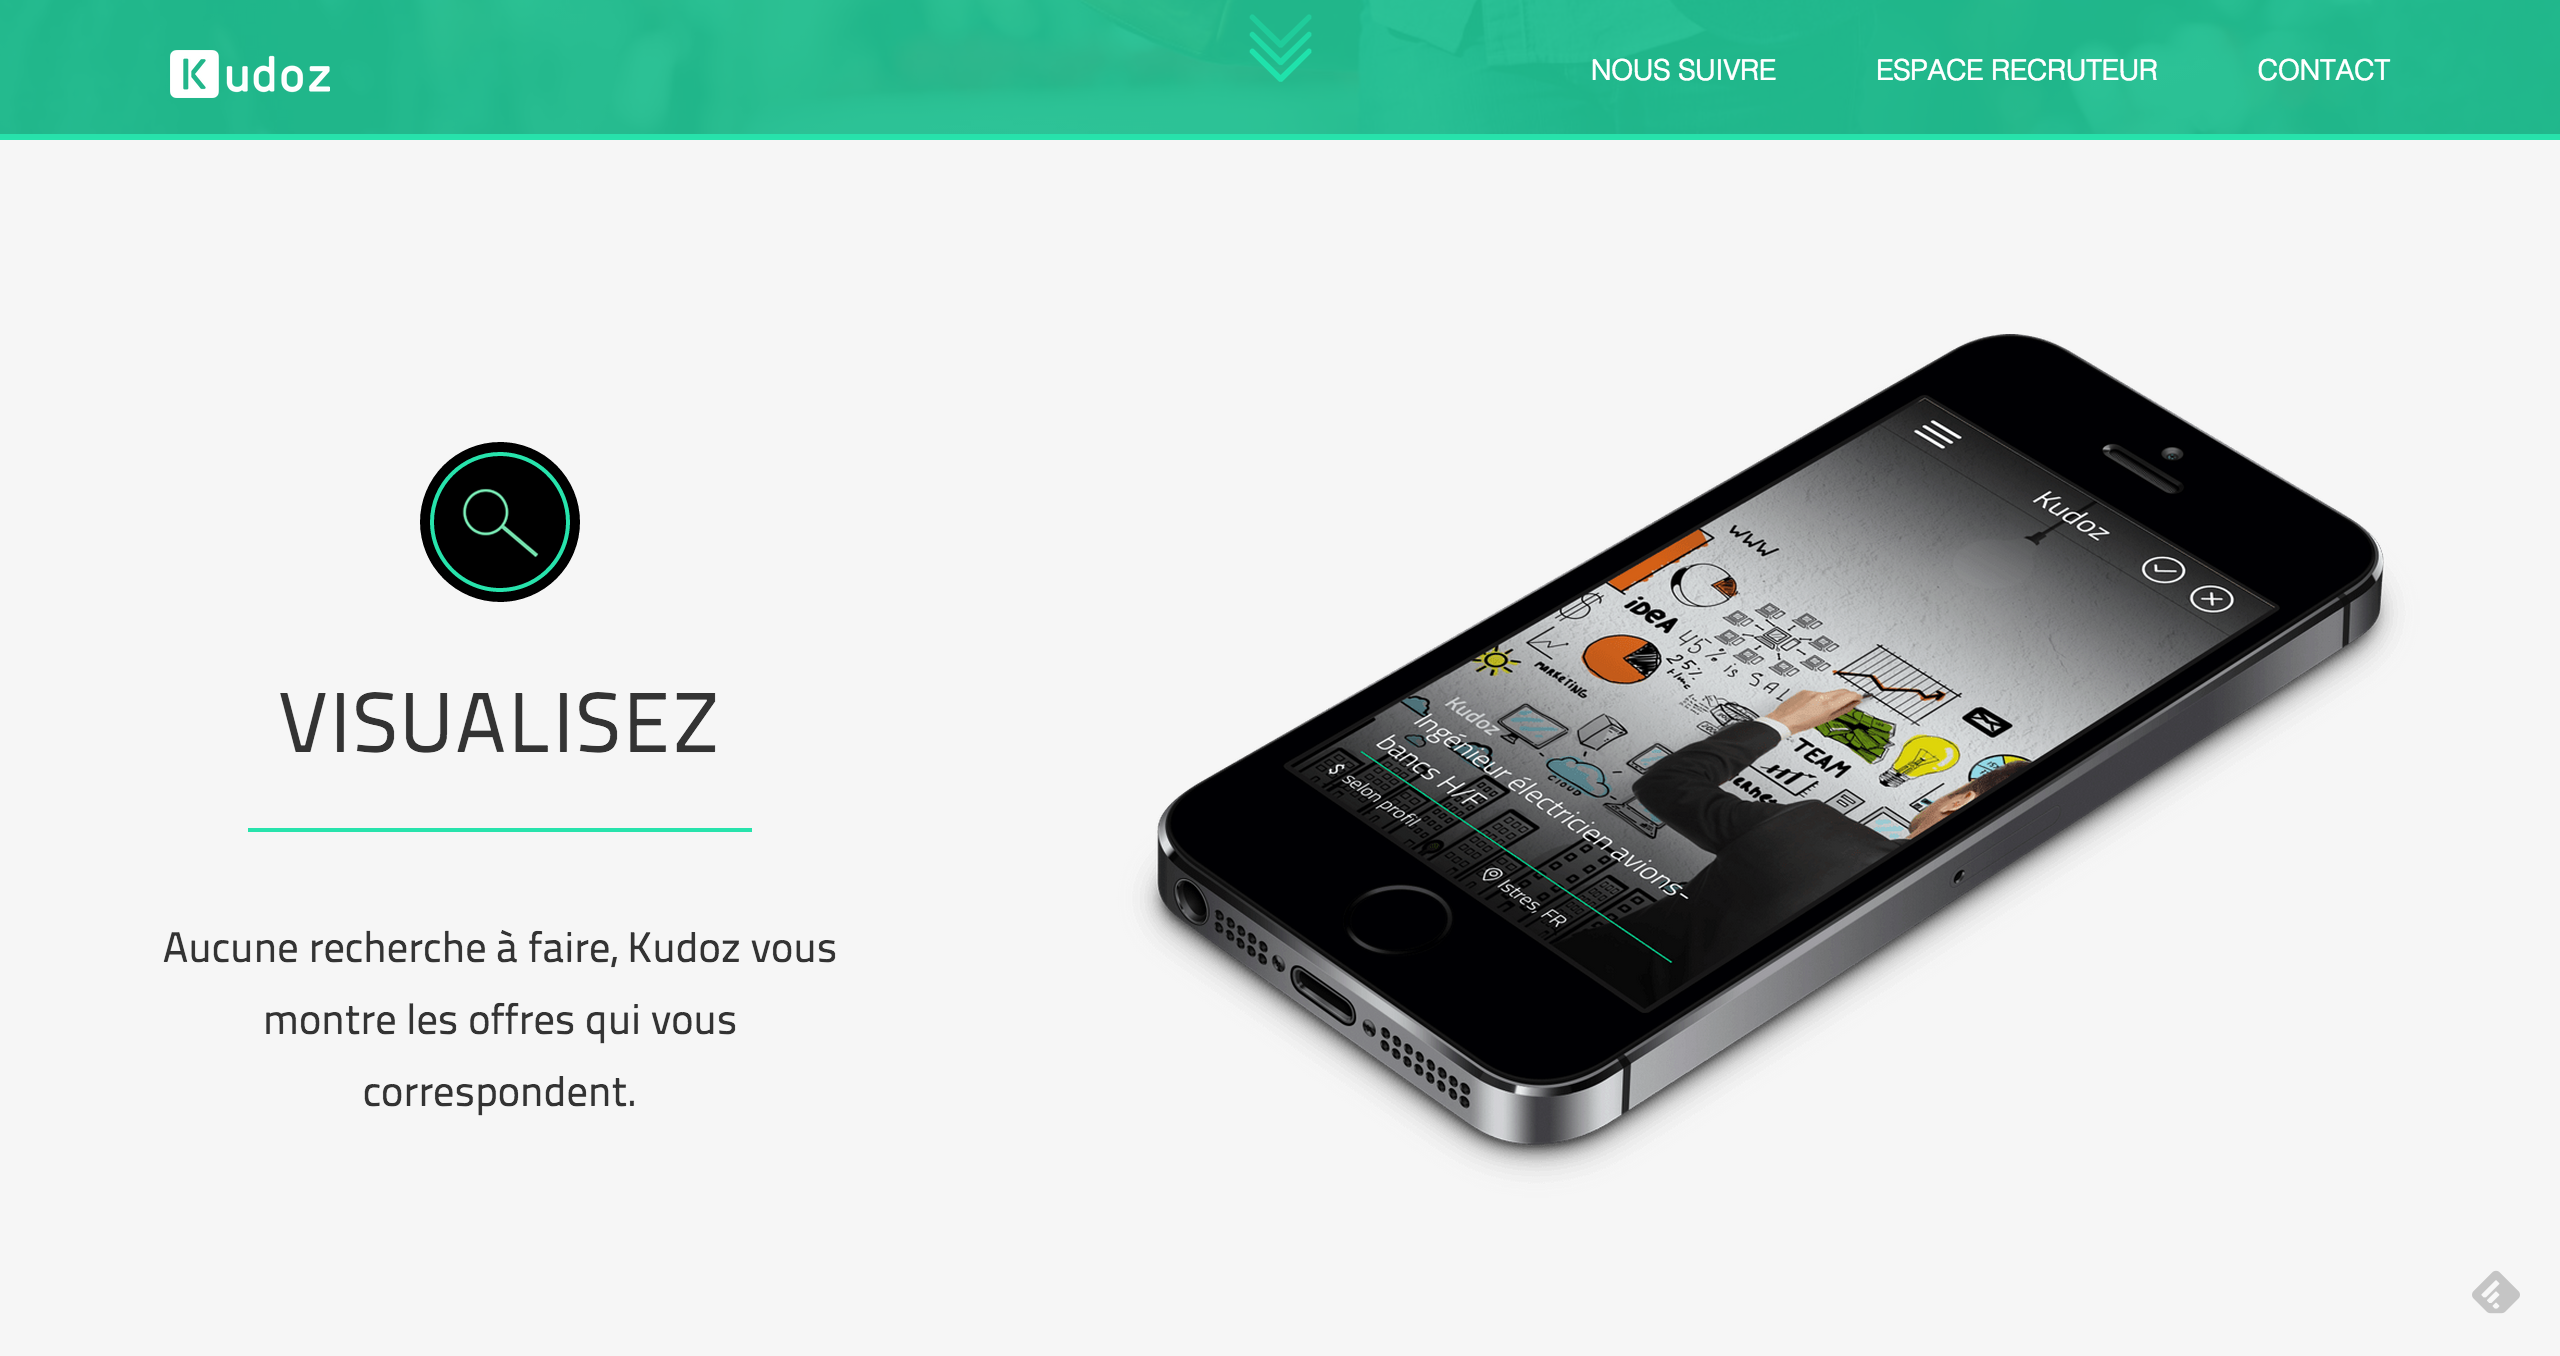 Kudoz
NOUS SUIVRE
ESPACE RECRUTEUR
CONTACT
VISUALISEZ
Aucune recherche à faire, Kudoz vous
montre les offres qui vous
correspondent.
Kudoz
WWW
iDeA
45% is SAL
25%
time
MARKETING
TEAM
CLOUD
Kudoz
Ingénieur électricien avions-
bancs H/F
$ selon profil
Istres, FR